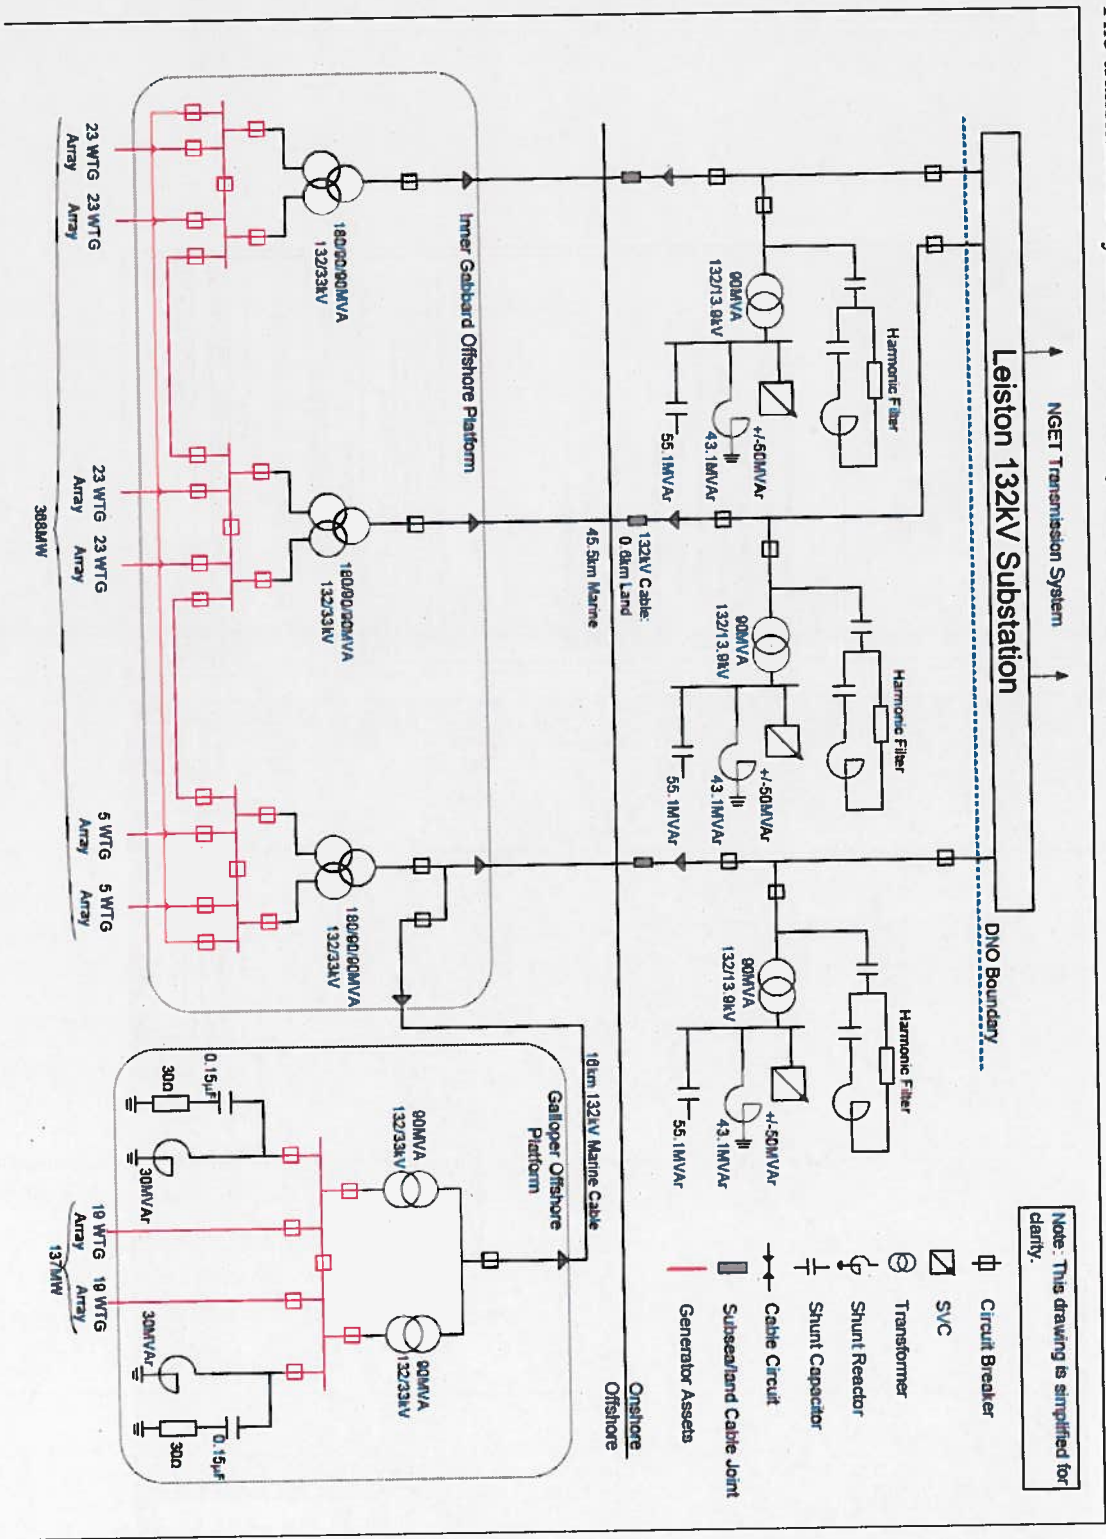 NGET Transmission System
Leiston 132kV Substation
DNO Boundary
Note: This drawing is simplified for
clarity.
Harmonic Filter
90MVA
132/13.9kV
+/-50MVAr
43.1MVAr
55.1MVAr
Harmonic Filter
90MVA
132/13.9kV
+/-50MVAr
43.1MVAr
55.1MVAr
Harmonic Filter
90MVA
132/13.9kV
+/-50MVAr
43.1MVAr
55.1MVAr
Circuit Breaker
SVC
Transformer
Shunt Reactor
Shunt Capacitor
Cable Circuit
Subsea/land Cable Joint
Generator Assets
132kV Cable:
0.6km Land
45.5km Marine
Onshore
Offshore
Inner Gabbard Offshore Platform
180/90/90MVA
132/33kV
180/90/90MVA
132/33kV
180/90/90MVA
132/33kV
16km 132kV Marine Cable
Galloper Offshore
Platform
90MVA
132/33kV
90MVA
132/33kV
0.15µF
30Ω
30MVAr
30MVAr
0.15µF
30Ω
23 WTG
Array
23 WTG
Array
23 WTG
Array
23 WTG
Array
5 WTG
Array
5 WTG
Array
19 WTG
Array
19 WTG
Array
368MW
137MW